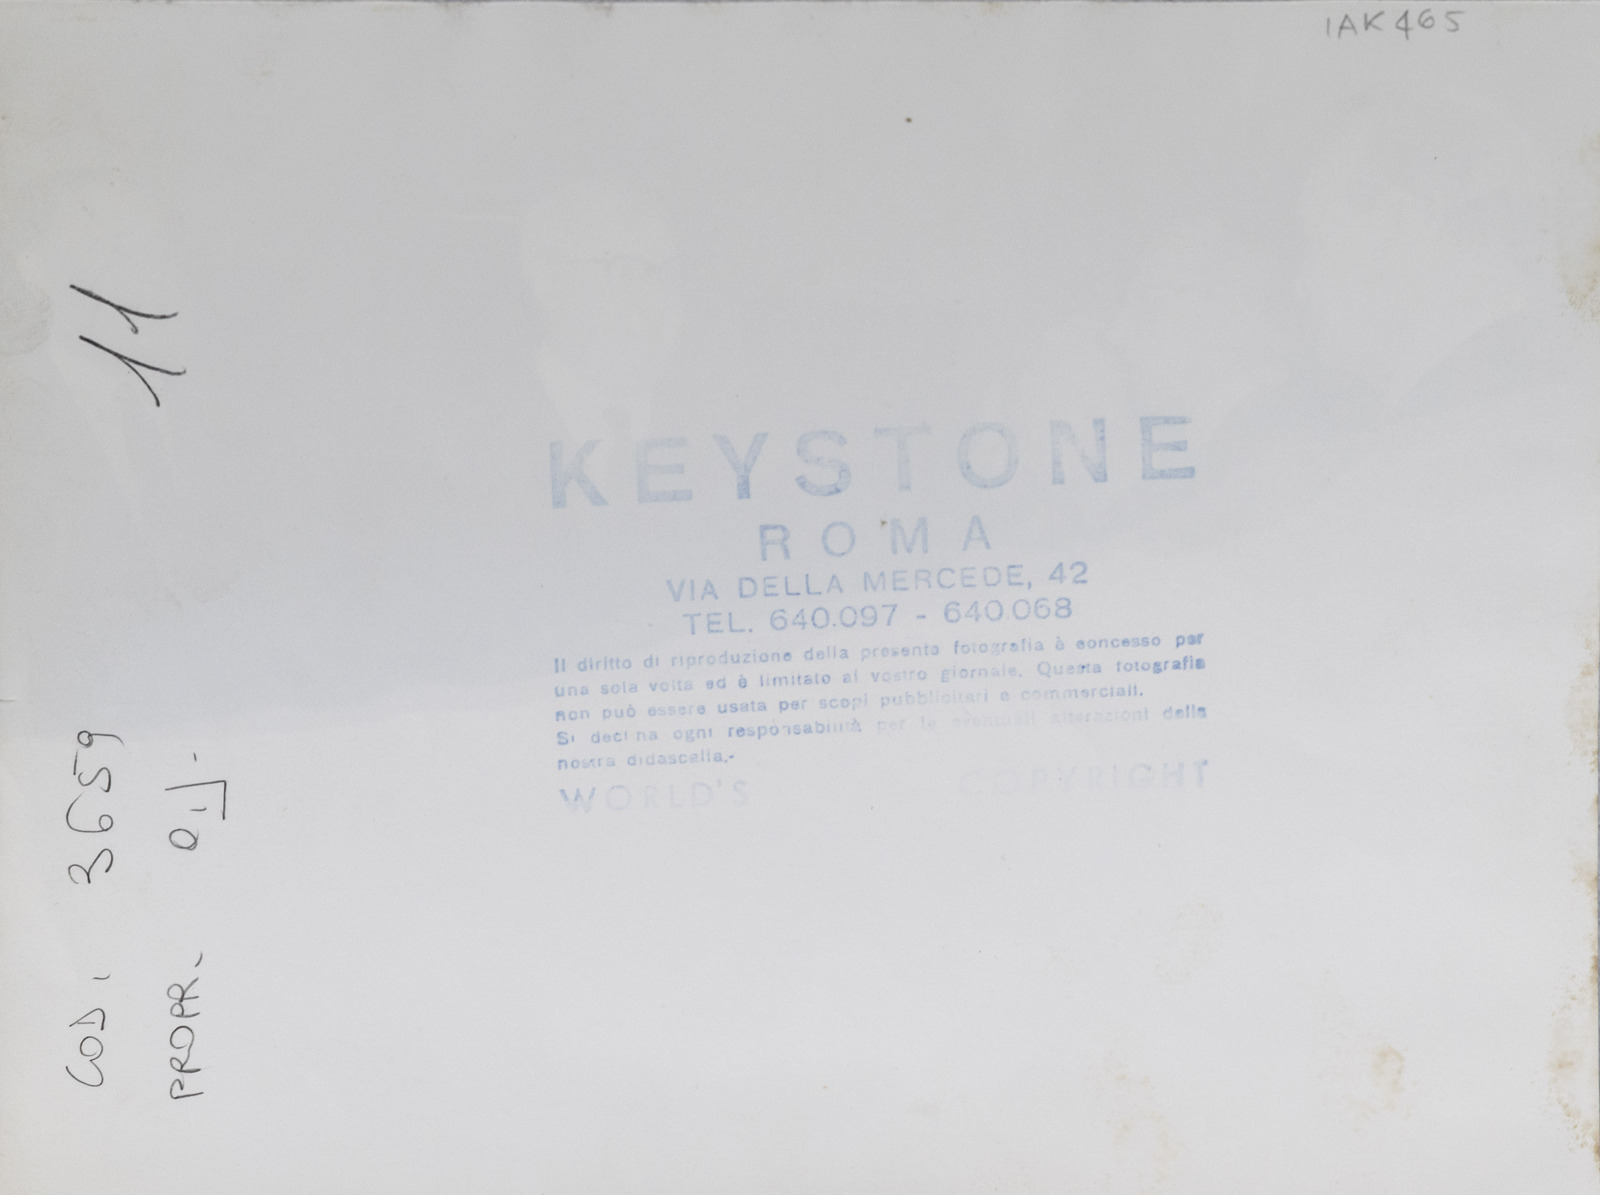 IAK465
11
COD. 3659
PROPR.
KEYSTONE
ROMA
VIA DELLA MERCEDE, 42
TEL. 640.097 - 640.068
Il diritto di riproduzione della presente fotografia è concesso per
una sola volta ed è limitato al vostro giornale. Questa fotografia
non può essere usata per scopi pubblicitari e commerciali.
Si declina ogni responsabilità per le eventuali alterazioni della
nostra didascalia.-
WORLD'S COPYRIGHT